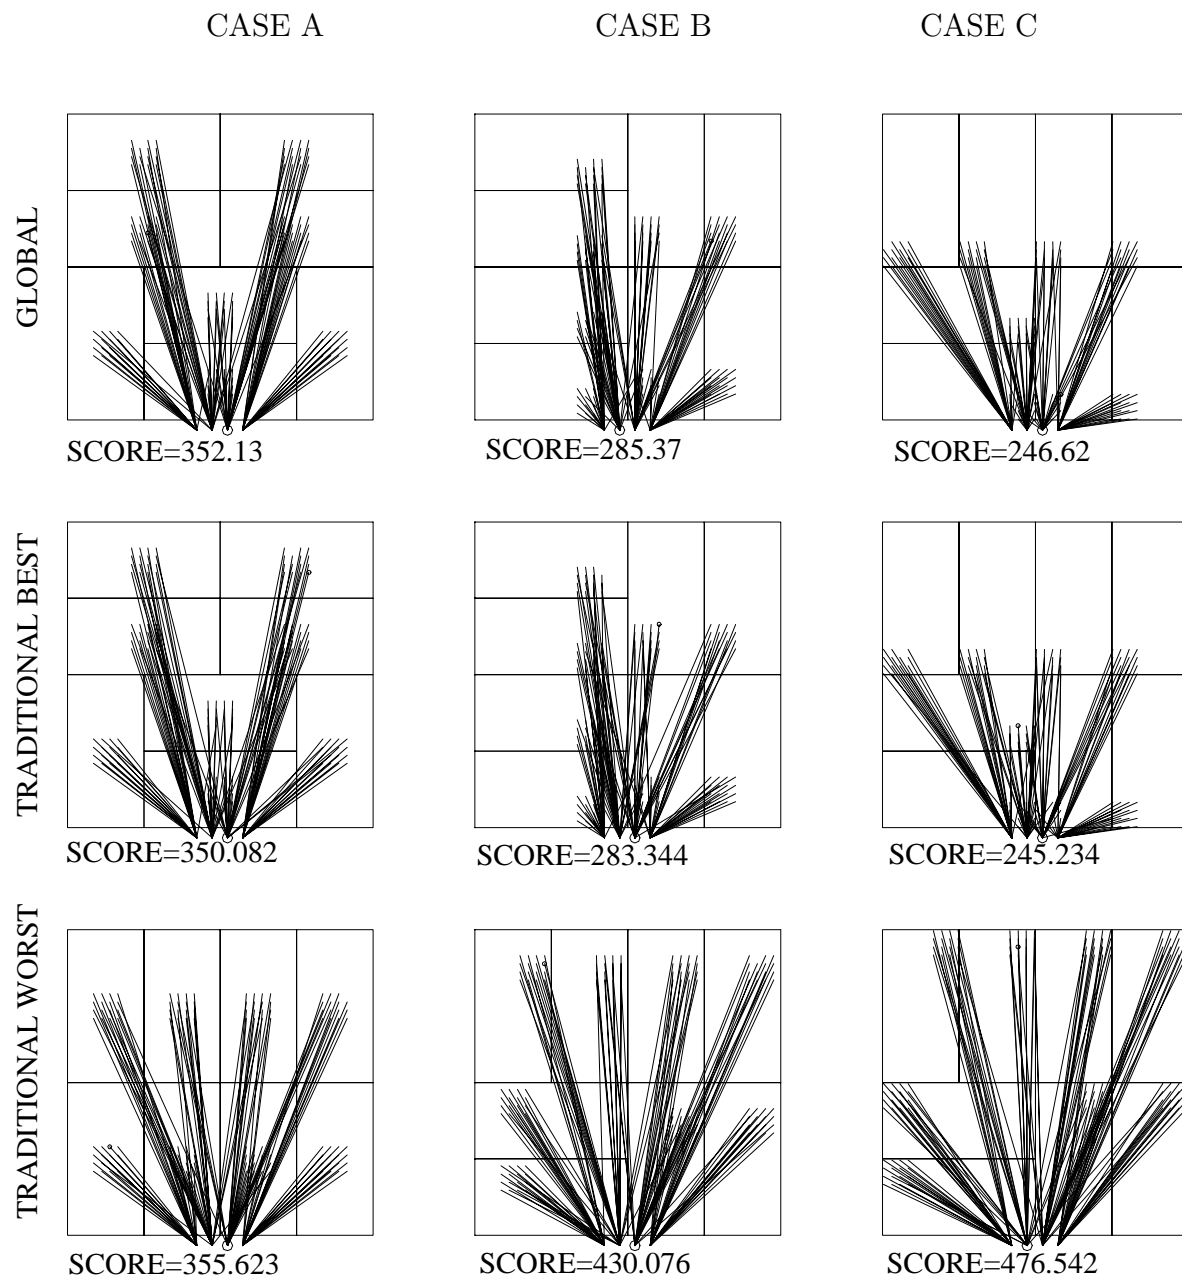 CASE A
CASE B
CASE C
GLOBAL
SCORE=352.13
SCORE=285.37
SCORE=246.62
TRADITIONAL BEST
SCORE=350.082
SCORE=283.344
SCORE=245.234
TRADITIONAL WORST
SCORE=355.623
SCORE=430.076
SCORE=476.542